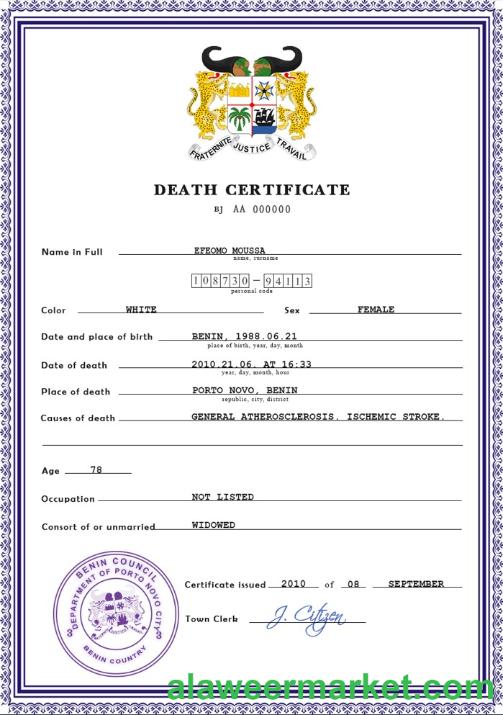 FRATERNITE JUSTICE TRAVAIL
DEATH CERTIFICATE
BJ AA 000000
Name in Full EFEOMO MOUSSA
name, surname
108730-94113
personal code
Color WHITE Sex FEMALE
Date and place of birth BENIN, 1988.06.21
place of birth, year, day, month
Date of death 2010.21.06. AT 16:33
year, day, month, hour
Place of death PORTO NOVO, BENIN
republic, city, district
Causes of death GENERAL ATHEROSCLEROSIS. ISCHEMIC STROKE.
Age 78
Occupation NOT LISTED
Consort of or unmarried WIDOWED
BENIN COUNCIL
DEPARTMENT OF PORTO NOVO CITY
BENIN COUNTRY
Certificate issued 2010 of 08 SEPTEMBER
Town Clerk J. Citizen
alaweermarket.com